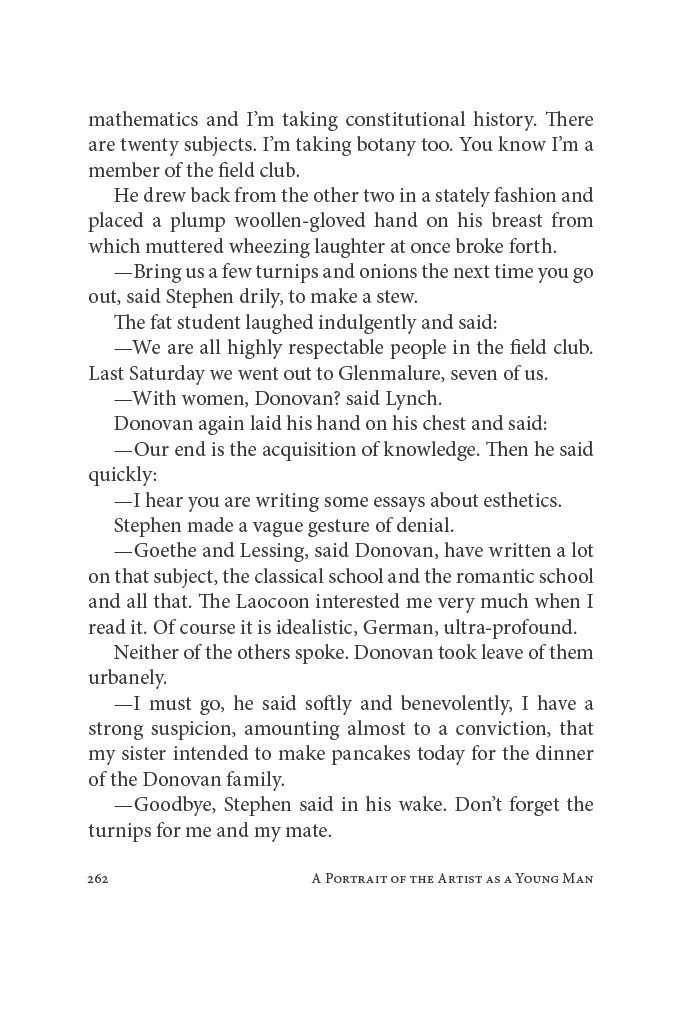 mathematics and I’m taking constitutional history. There
are twenty subjects. I’m taking botany too. You know I’m a
member of the field club.
He drew back from the other two in a stately fashion and
placed a plump woollen-gloved hand on his breast from
which muttered wheezing laughter at once broke forth.
—Bring us a few turnips and onions the next time you go
out, said Stephen drily, to make a stew.
The fat student laughed indulgently and said:
—We are all highly respectable people in the field club.
Last Saturday we went out to Glenmalure, seven of us.
—With women, Donovan? said Lynch.
Donovan again laid his hand on his chest and said:
—Our end is the acquisition of knowledge. Then he said
quickly:
—I hear you are writing some essays about esthetics.
Stephen made a vague gesture of denial.
—Goethe and Lessing, said Donovan, have written a lot
on that subject, the classical school and the romantic school
and all that. The Laocoon interested me very much when I
read it. Of course it is idealistic, German, ultra-profound.
Neither of the others spoke. Donovan took leave of them
urbanely.
—I must go, he said softly and benevolently, I have a
strong suspicion, amounting almost to a conviction, that
my sister intended to make pancakes today for the dinner
of the Donovan family.
—Goodbye, Stephen said in his wake. Don’t forget the
turnips for me and my mate.
262 A Portrait of the Artist as a Young Man